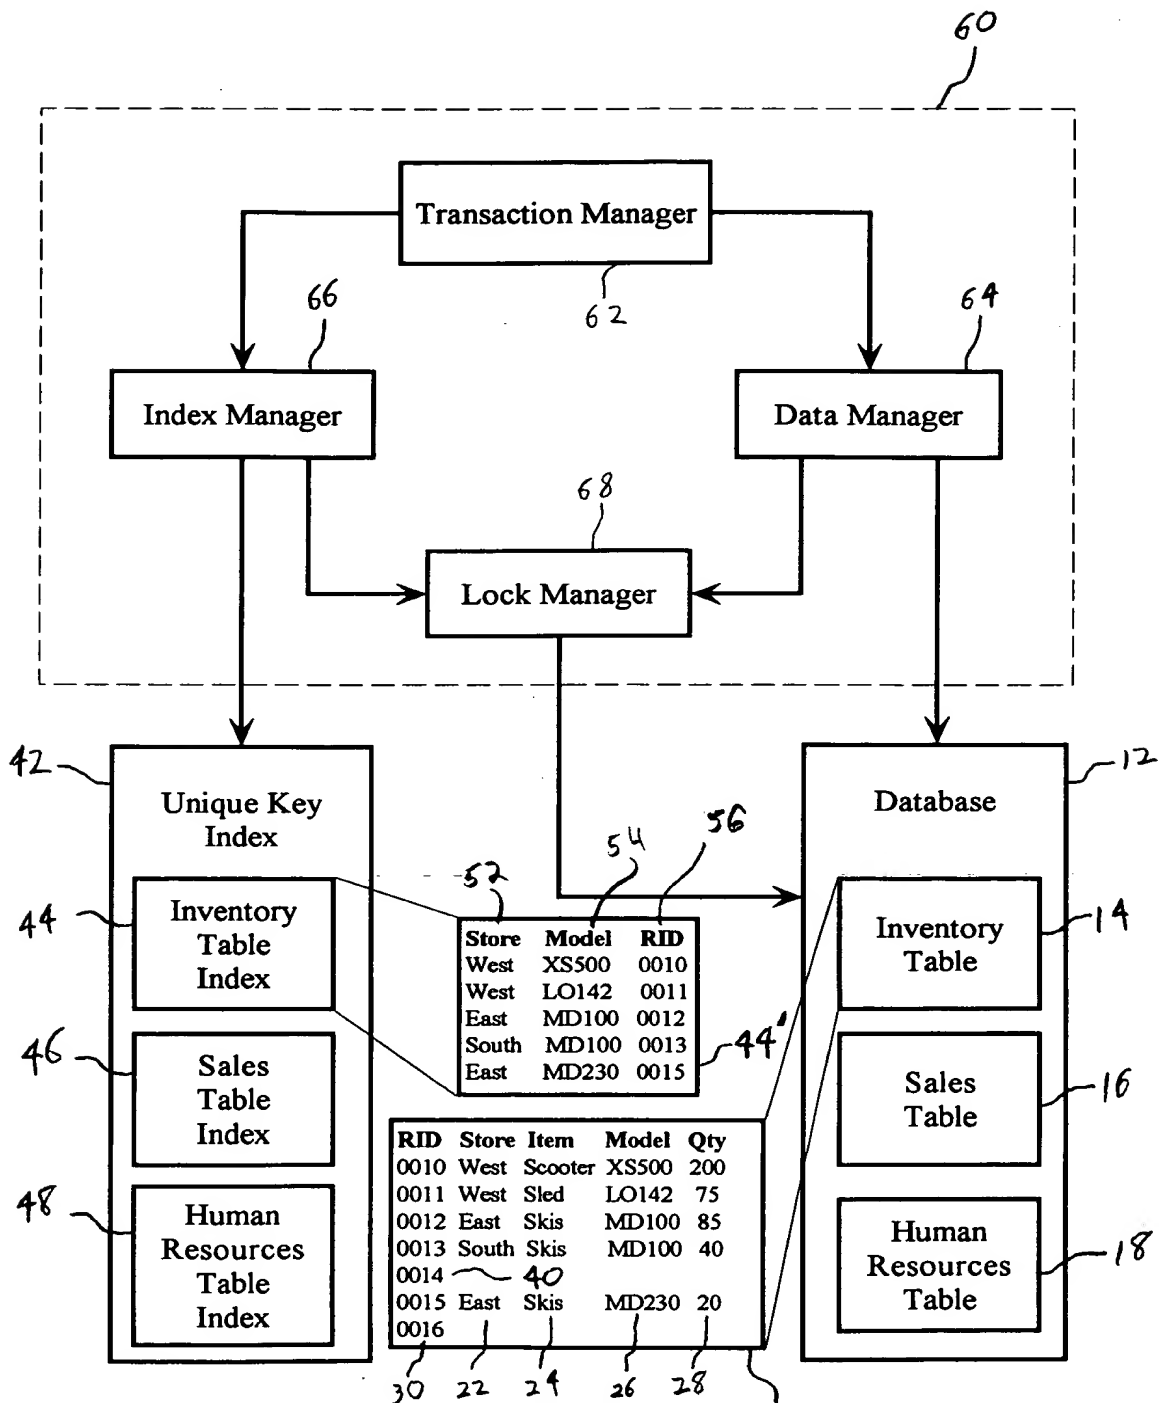 60
Transaction Manager
62
66
64
Index Manager
Data Manager
68
Lock Manager
42
12
Unique Key
Index
Database
44
Inventory
Table
Index
52
54
56
Store Model RID
West XS500 0010
West LO142 0011
East MD100 0012
South MD100 0013
East MD230 0015
44'
Inventory
Table
14
46
Sales
Table
Index
Sales
Table
16
RID Store Item Model Qty
0010 West Scooter XS500 200
0011 West Sled LO142 75
0012 East Skis MD100 85
0013 South Skis MD100 40
0014 40
0015 East Skis MD230 20
0016
48
Human
Resources
Table
Index
Human
Resources
Table
18
30 22 24 26 28